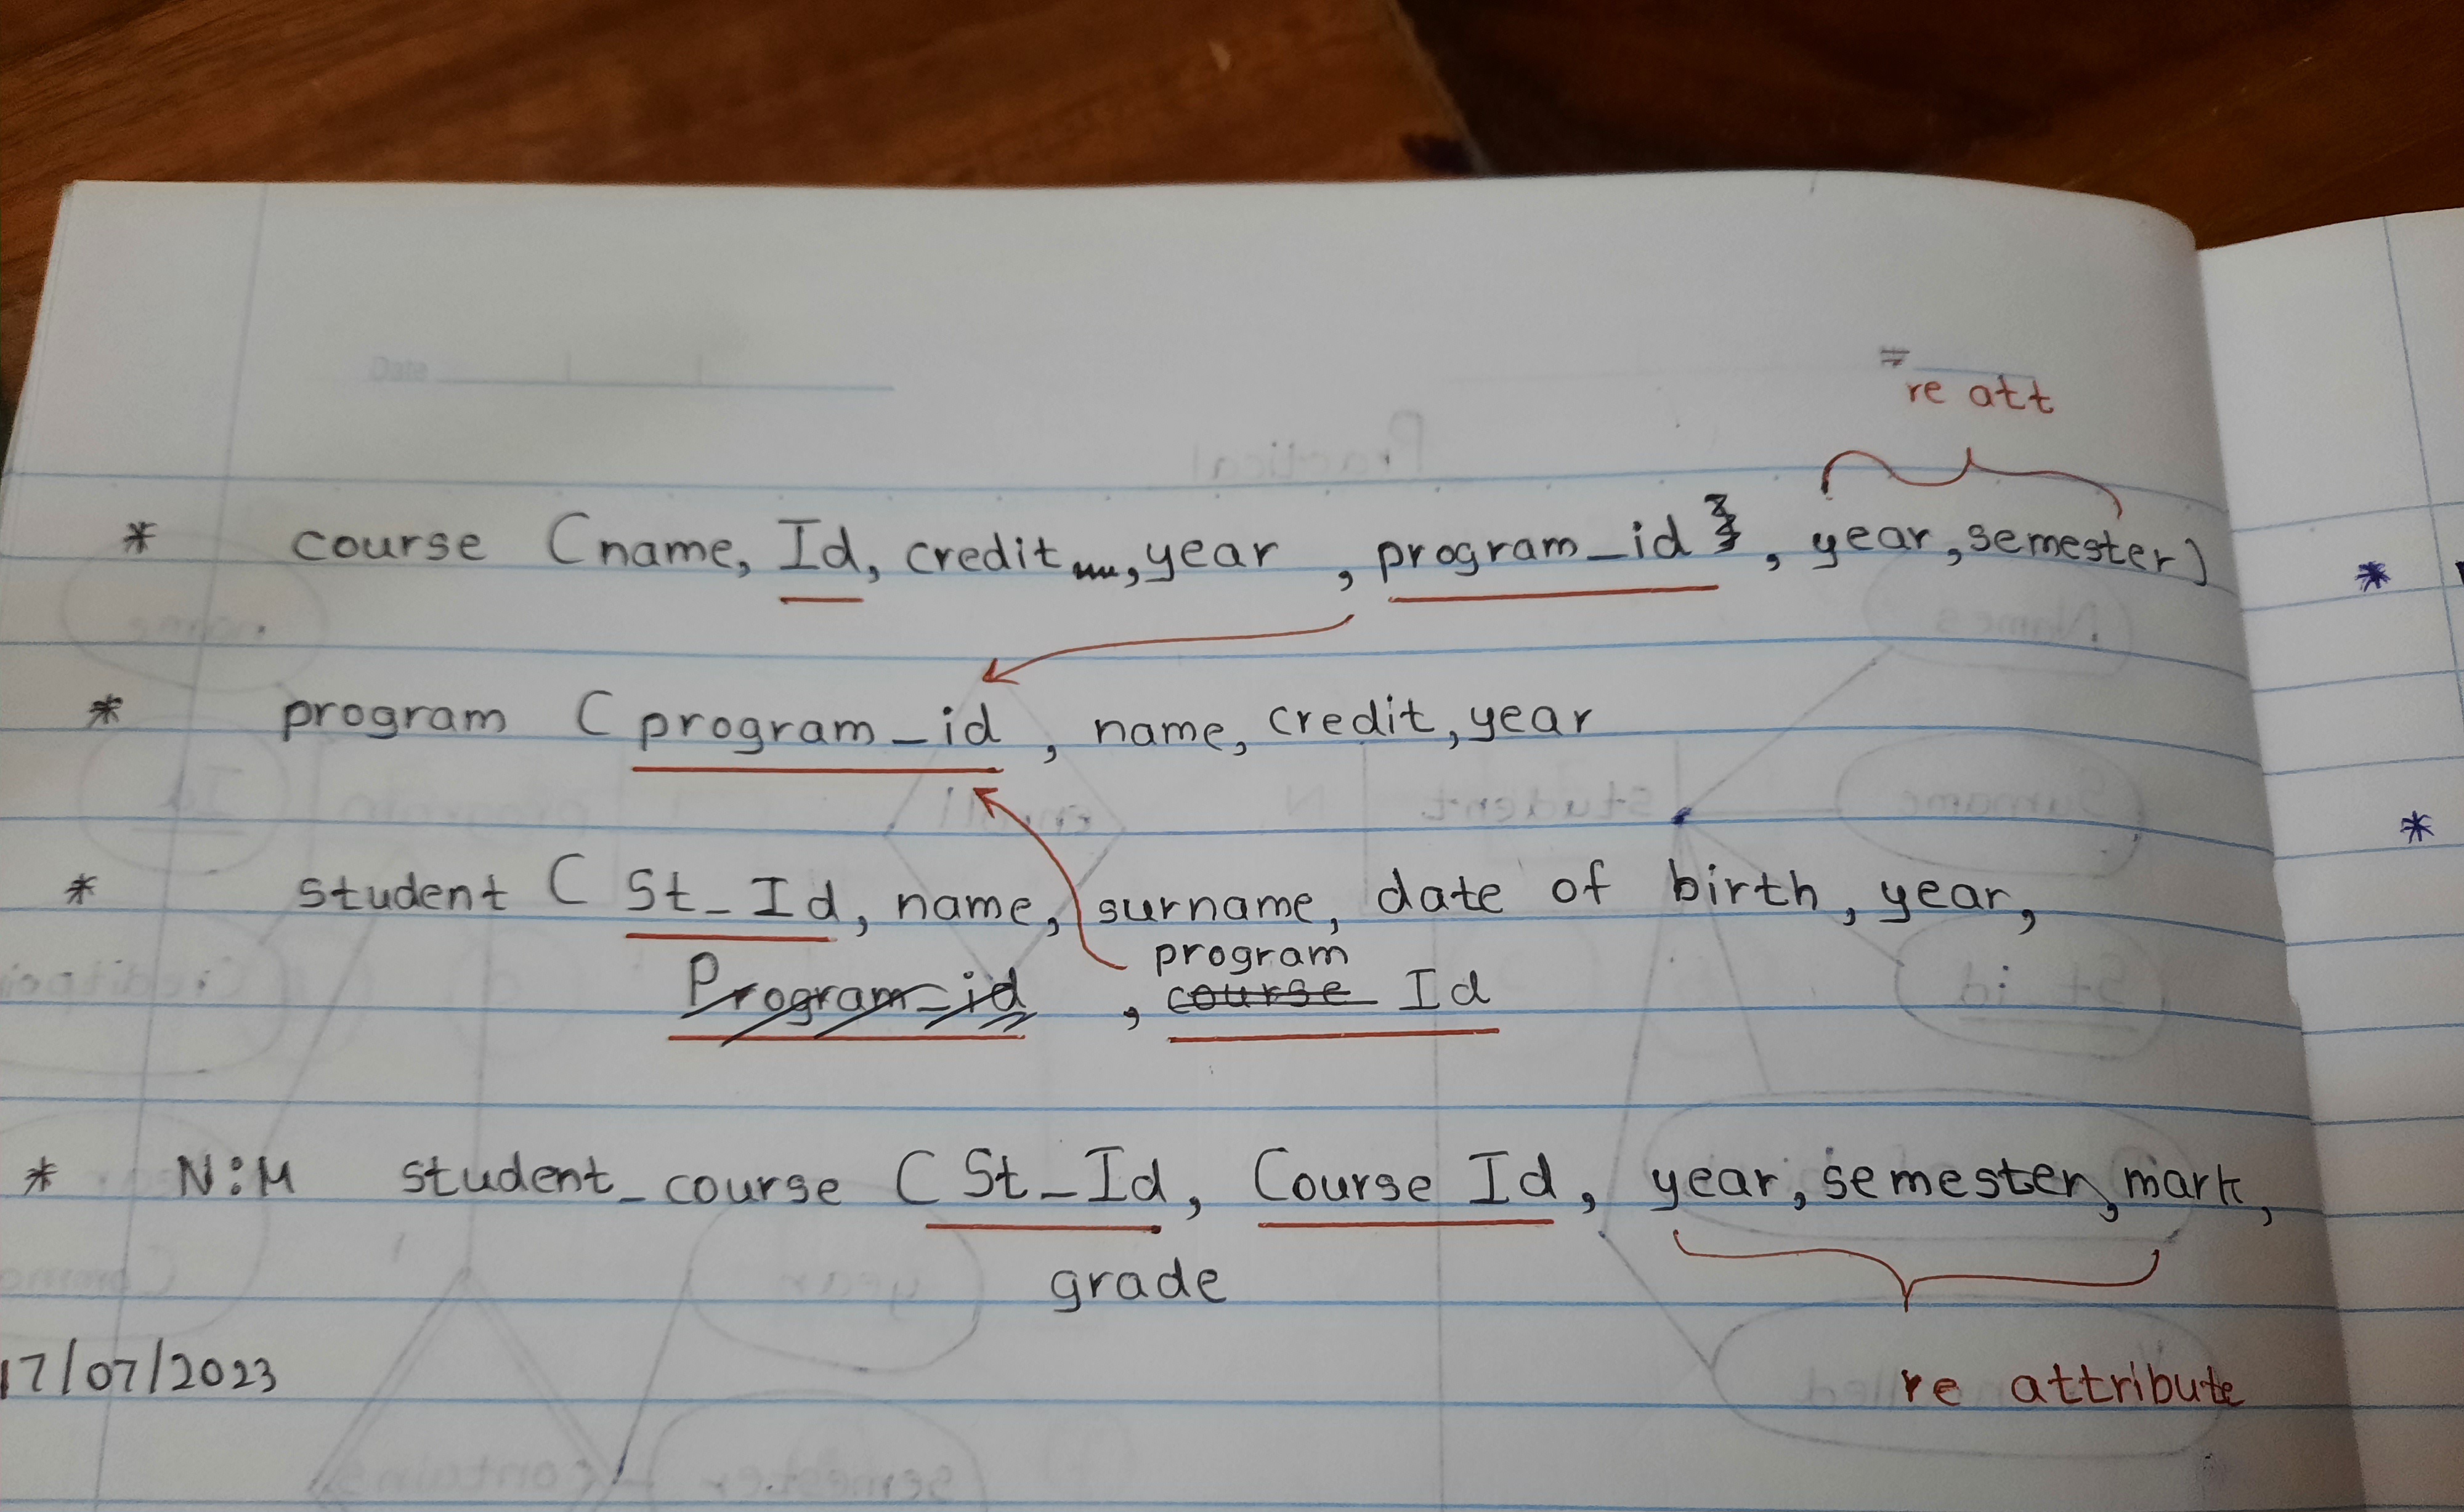 Date
re att
* course (name, Id, credit, year, program_id, year, semester)
* program (program_id, name, credit, year
* student (St_Id, name, surname, date of birth, year,
program
Program_id, course Id
* N:M student_course (St_Id, Course Id, year, semester, mark,
grade
17/07/2023
re attribute